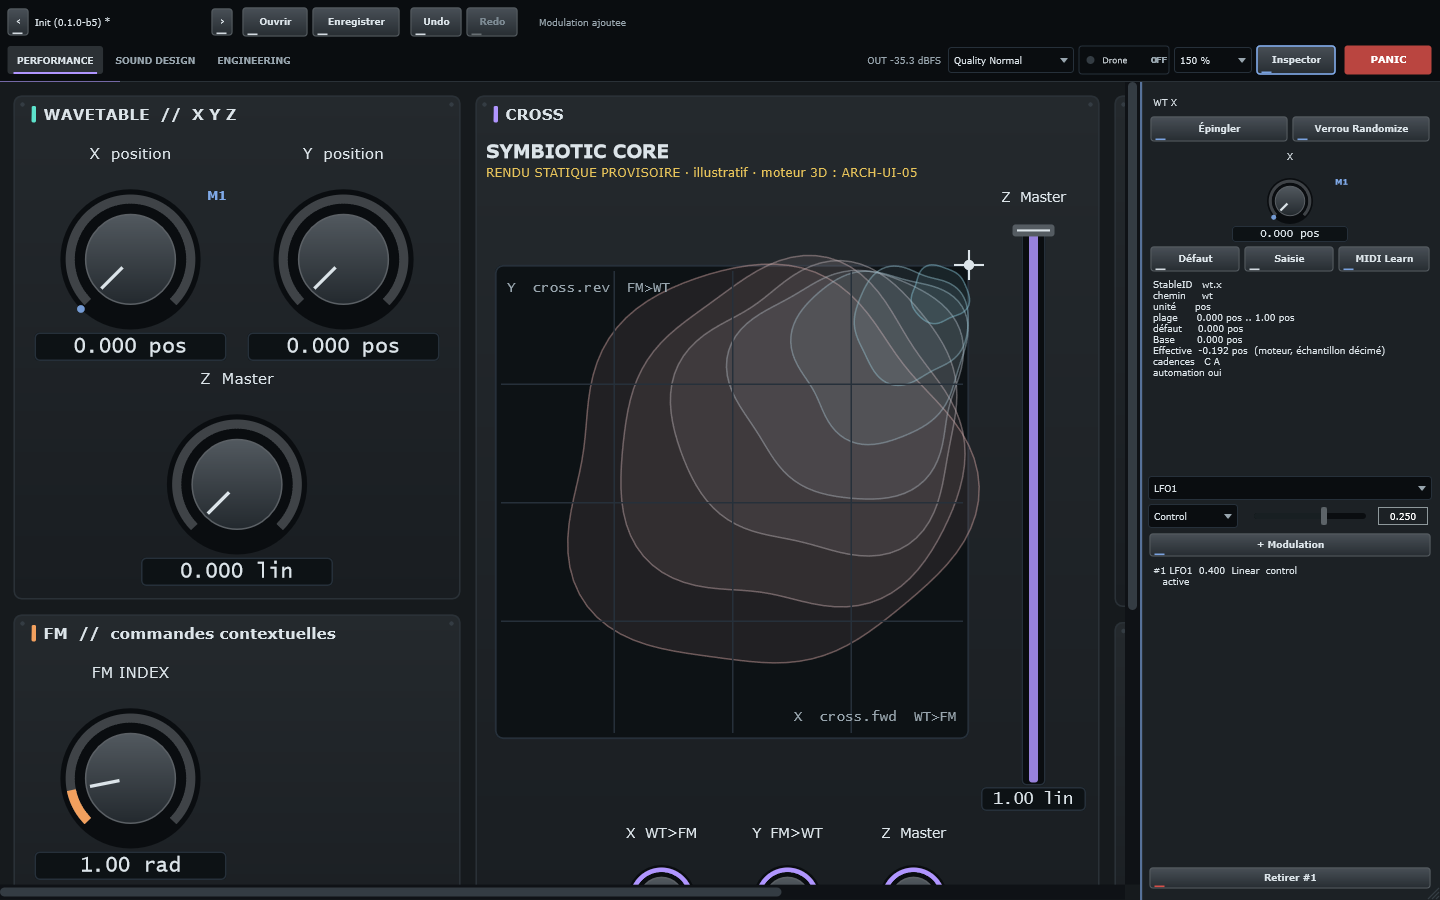 ‹ Init (0.1.0-b5) * › Ouvrir Enregistrer Undo Redo Modulation ajoutee
PERFORMANCE SOUND DESIGN ENGINEERING OUT -35.3 dBFS Quality Normal Drone OFF 150 % Inspector PANIC
WAVETABLE // X Y Z
X position
Y position
M1
0.000 pos
0.000 pos
Z Master
0.000 lin
FM // commandes contextuelles
FM INDEX
1.00 rad
CROSS
SYMBIOTIC CORE
RENDU STATIQUE PROVISOIRE · illustratif · moteur 3D : ARCH-UI-05
Z Master
Y cross.rev FM>WT
X cross.fwd WT>FM
1.00 lin
X WT>FM
Y FM>WT
Z Master
WT X
Épingler
Verrou Randomize
X
M1
0.000 pos
Défaut
Saisie
MIDI Learn
StableID wt.x
chemin wt
unité pos
plage 0.000 pos .. 1.00 pos
défaut 0.000 pos
Base 0.000 pos
Effective -0.192 pos (moteur, échantillon décimé)
cadences C A
automation oui
LFO1
Control 0.250
+ Modulation
#1 LFO1 0.400 Linear control
active
Retirer #1